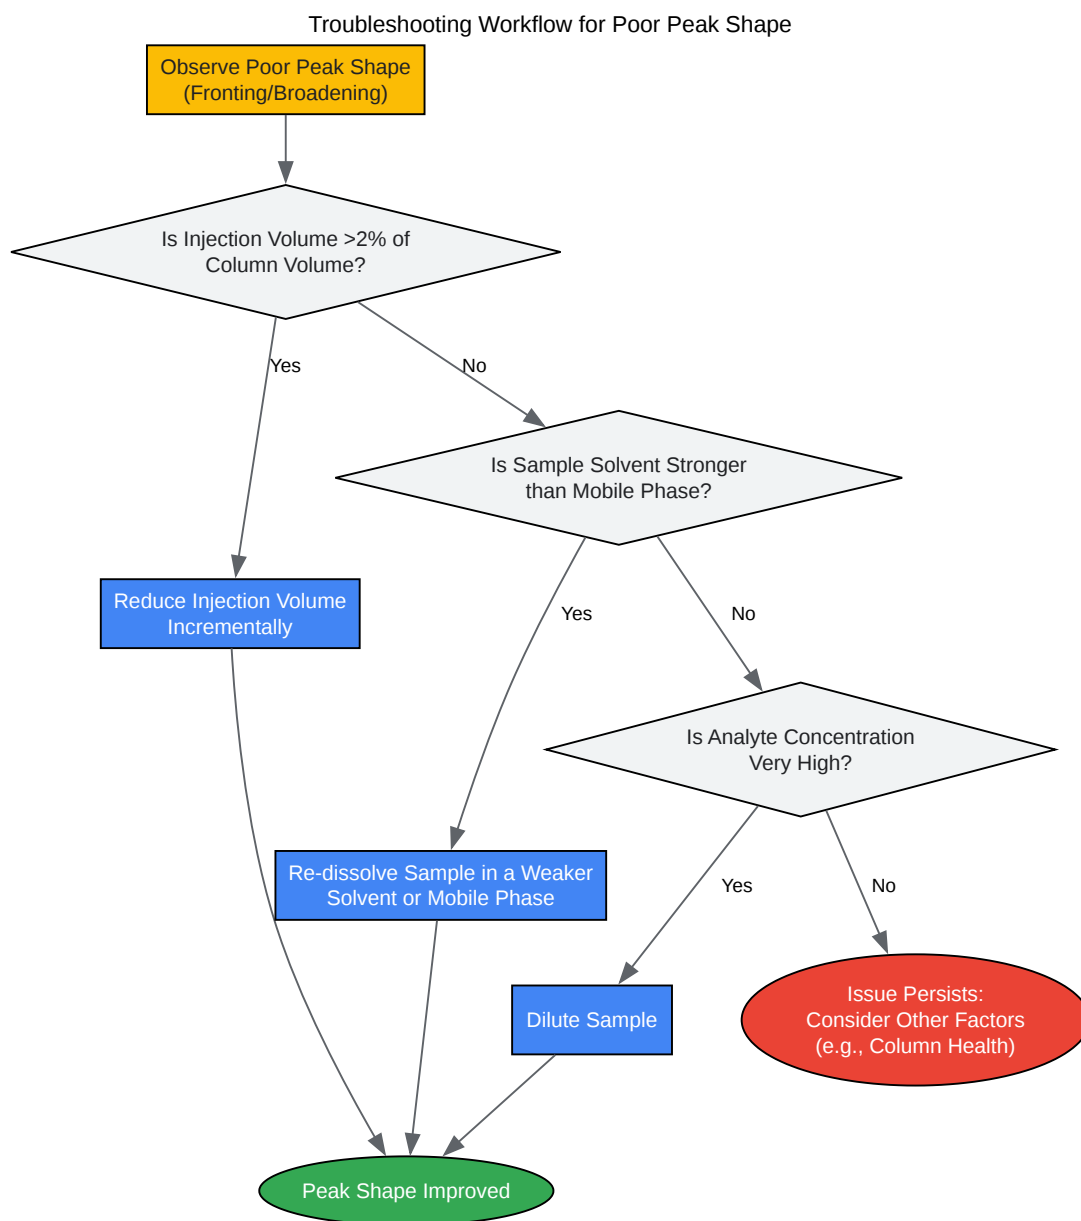 Troubleshooting Workflow for Poor Peak Shape
Observe Poor Peak Shape
(Fronting/Broadening)
Is Injection Volume >2% of
Column Volume?
Yes
No
Is Sample Solvent Stronger
than Mobile Phase?
Reduce Injection Volume
Incrementally
Yes
No
Is Analyte Concentration
Very High?
Re-dissolve Sample in a Weaker
Solvent or Mobile Phase
Yes
No
Dilute Sample
Issue Persists:
Consider Other Factors
(e.g., Column Health)
Peak Shape Improved